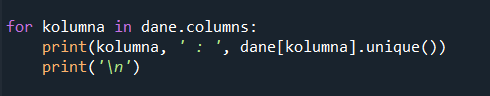 for kolumna in dane.columns:
    print(kolumna, ' : ', dane[kolumna].unique())
    print('\n')